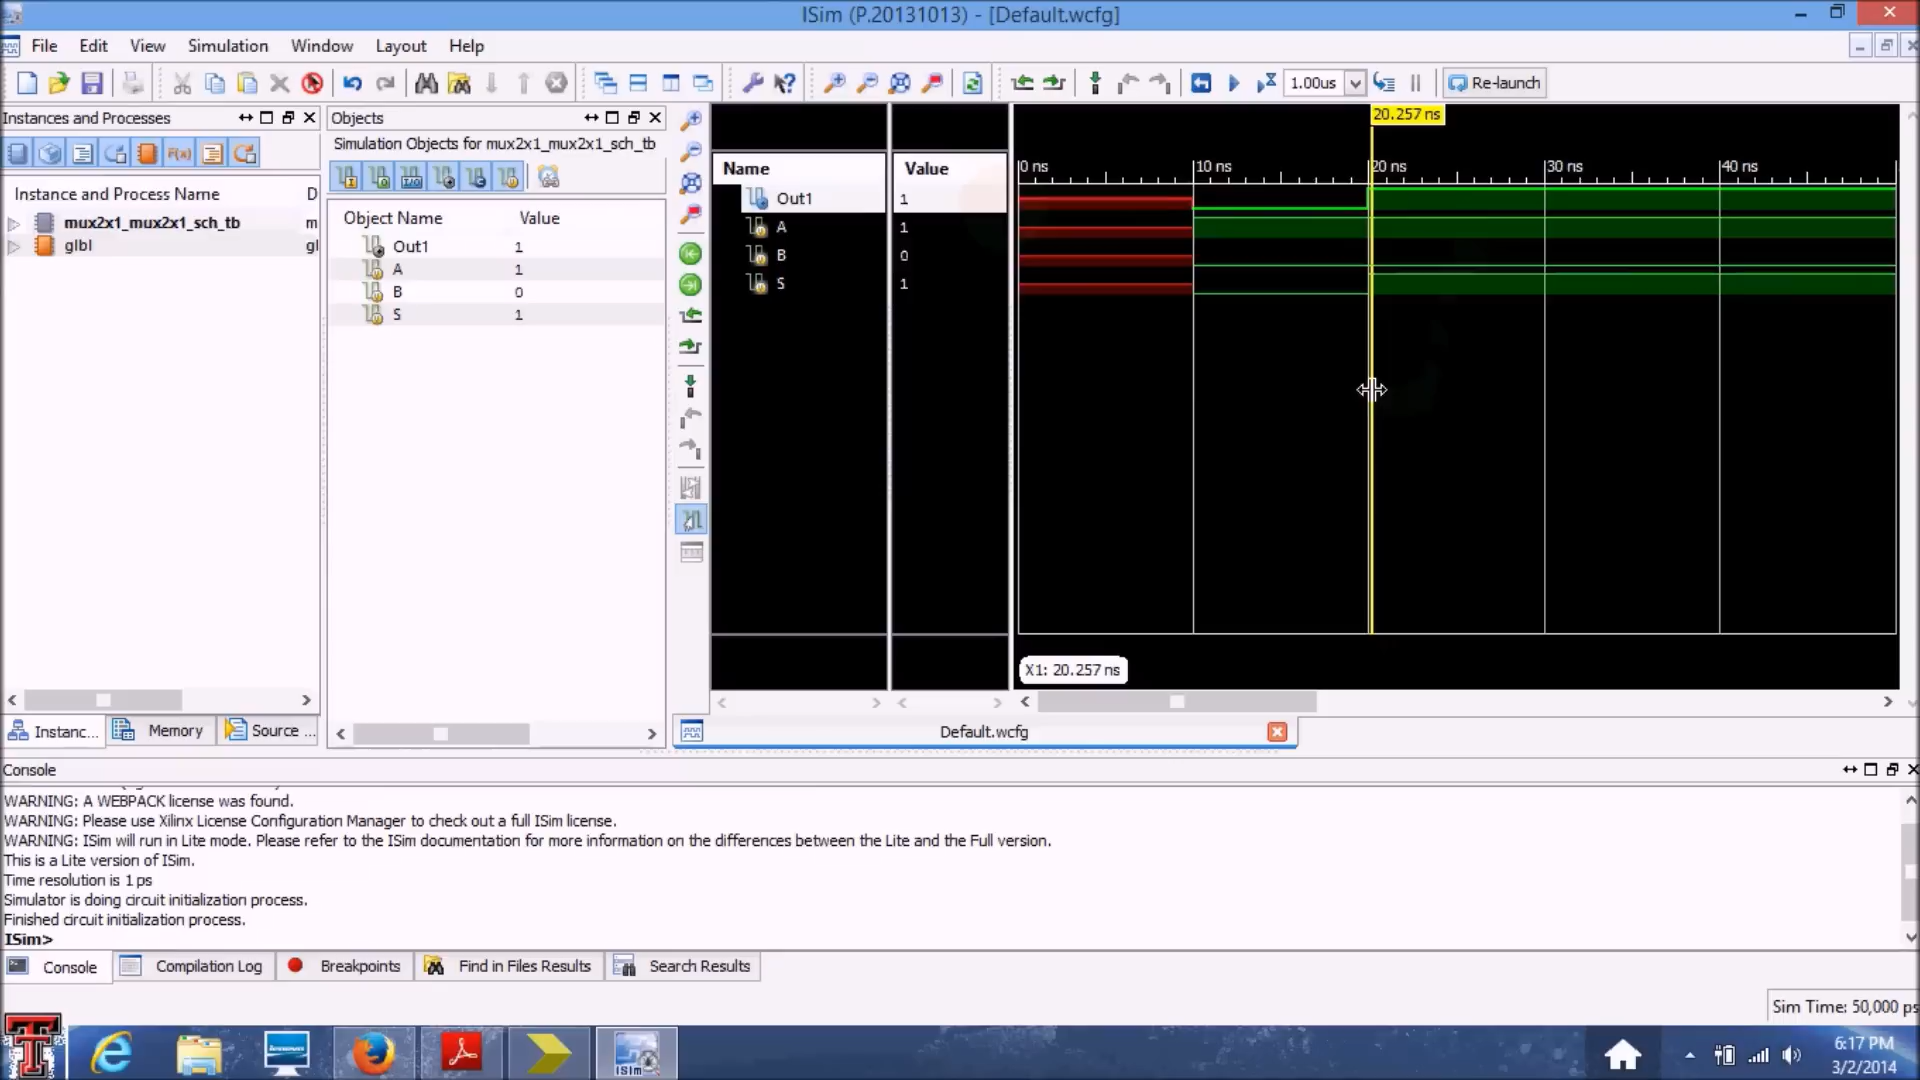 ISim (P.20131013) - [Default.wcfg]
File Edit View Simulation Window Layout Help
1.00us Re-launch
Instances and Processes
Instance and Process Name D
mux2x1_mux2x1_sch_tb m
glbl gl
Instanc... Memory Source ...
Objects
Simulation Objects for mux2x1_mux2x1_sch_tb
Object Name Value
Out1 1
A 1
B 0
S 1
Name Value
Out1 1
A 1
B 0
S 1
20.257 ns
0 ns 10 ns 20 ns 30 ns 40 ns
X1: 20.257 ns
Default.wcfg
Console
WARNING: A WEBPACK license was found.
WARNING: Please use Xilinx License Configuration Manager to check out a full ISim license.
WARNING: ISim will run in Lite mode. Please refer to the ISim documentation for more information on the differences between the Lite and the Full version.
This is a Lite version of ISim.
Time resolution is 1 ps
Simulator is doing circuit initialization process.
Finished circuit initialization process.
ISim>
Console Compilation Log Breakpoints Find in Files Results Search Results
Sim Time: 50,000 ps
6:17 PM
3/2/2014